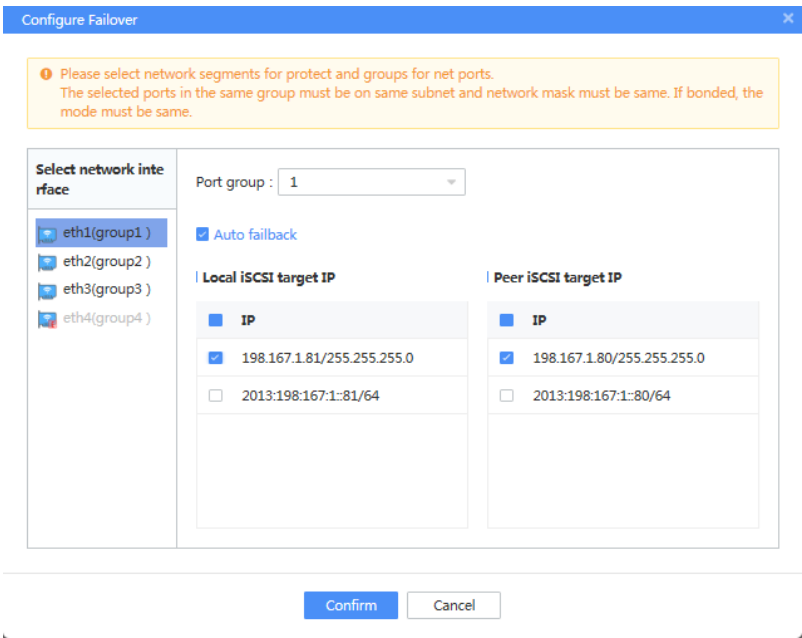 Configure Failover
Please select network segments for protect and groups for net ports.
The selected ports in the same group must be on same subnet and network mask must be same. If bonded, the
mode must be same.
Select network inte
rface
eth1(group1 )
eth2(group2 )
eth3(group3 )
eth4(group4 )
Port group : 1
Auto failback
Local iSCSI target IP
IP
198.167.1.81/255.255.255.0
2013:198:167:1::81/64
Peer iSCSI target IP
IP
198.167.1.80/255.255.255.0
2013:198:167:1::80/64
Confirm
Cancel